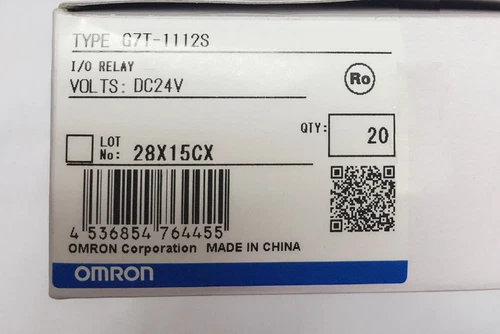 TYPE G7T-1112S
I/O RELAY
VOLTS: DC24V
Ro
LOT No: 28X15CX
QTY: 20
4 536854 764455
OMRON Corporation MADE IN CHINA
OMRON